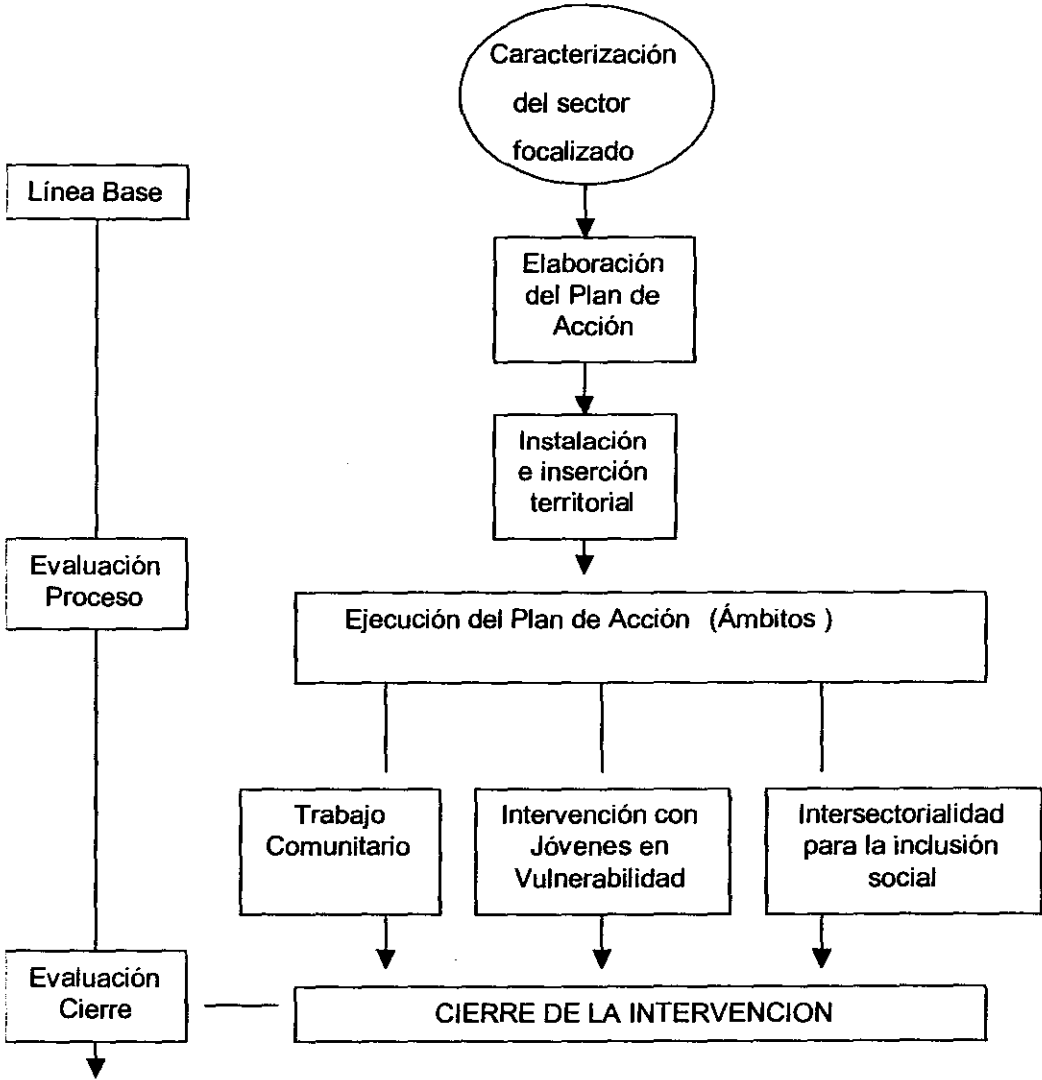 Caracterización
del sector
focalizado
Línea Base
Elaboración
del Plan de
Acción
Instalación
e inserción
territorial
Evaluación
Proceso
Ejecución del Plan de Acción (Ámbitos )
Trabajo
Comunitario
Intervención con
Jóvenes en
Vulnerabilidad
Intersectorialidad
para la inclusión
social
Evaluación
Cierre
CIERRE DE LA INTERVENCION